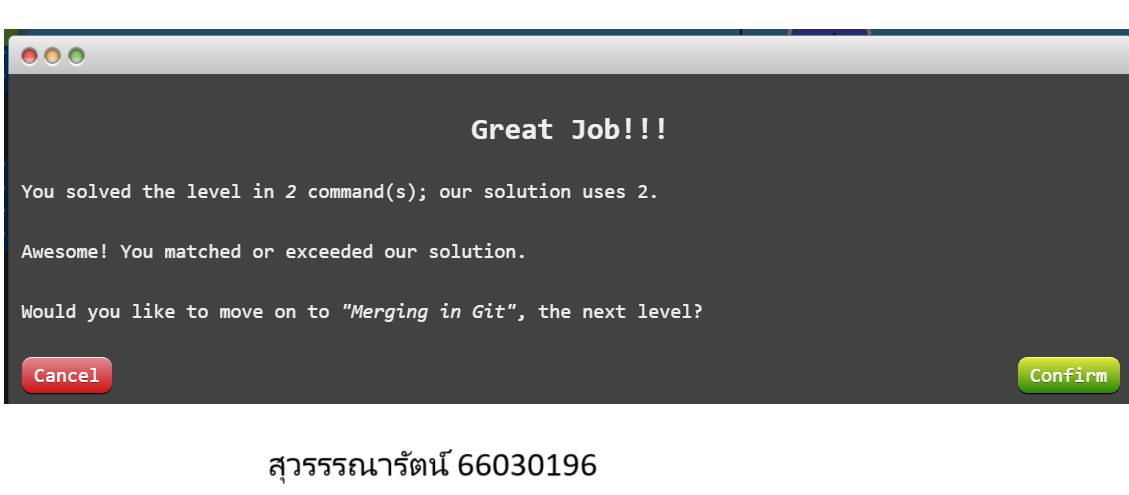 Great Job!!!
You solved the level in 2 command(s); our solution uses 2.
Awesome! You matched or exceeded our solution.
Would you like to move on to "Merging in Git", the next level?
Cancel
Confirm
สุวรรรณารัตน์ 66030196